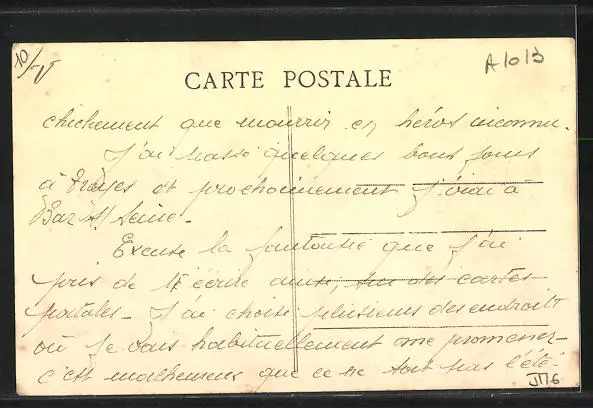 10/-V
A1013
CARTE POSTALE
chichement que mourrir en héros inconnu.
J'ai passé quelques bons jours
à Troyes et prochainement j'irai à
Bar s/ Seine.
Excuse la fantaisie que j'ai
pris de t'écrire ainsi, sur des cartes
postales - J'ai choisi plusieurs des endroits
où je vais habituellement me promener -
c'est malheureux que ce ne soit pas l'été.